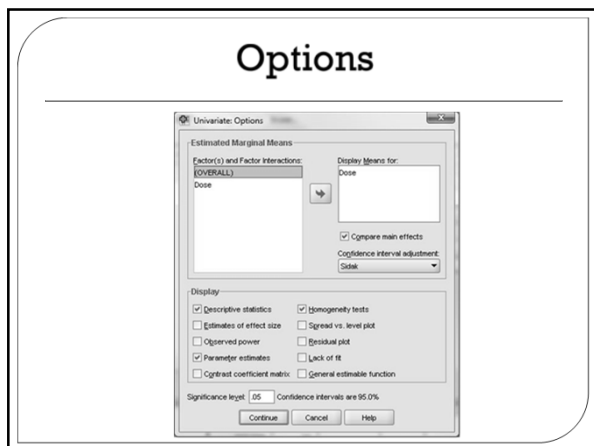 Options
Univariate: Options
Estimated Marginal Means
Factor(s) and Factor Interactions:
(OVERALL)
Dose
Display Means for:
Dose
Compare main effects
Confidence interval adjustment:
Sidak
Display
Descriptive statistics
Homogeneity tests
Estimates of effect size
Spread vs. level plot
Observed power
Residual plot
Parameter estimates
Lack of fit
Contrast coefficient matrix
General estimable function
Significance level: .05 Confidence intervals are 95.0%
Continue Cancel Help